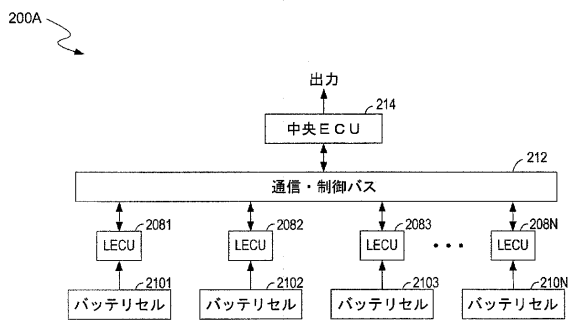 200A
出力
214
中央ECU
212
通信・制御バス
2081
2082
2083
208N
LECU
LECU
LECU
・・・
LECU
2101
2102
2103
210N
バッテリセル
バッテリセル
バッテリセル
バッテリセル